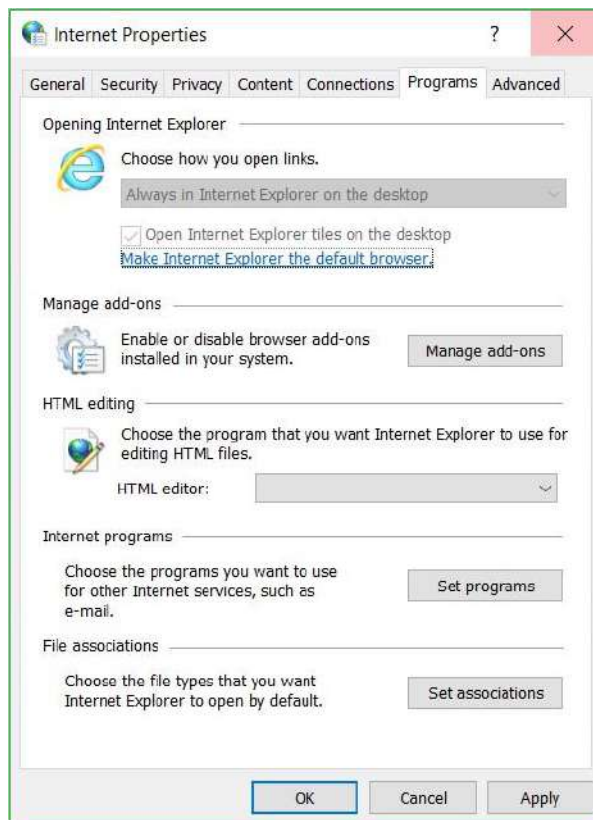 Internet Properties
?
General Security Privacy Content Connections Programs Advanced
Opening Internet Explorer
Choose how you open links.
Always in Internet Explorer on the desktop
Open Internet Explorer tiles on the desktop
Make Internet Explorer the default browser.
Manage add-ons
Enable or disable browser add-ons
installed in your system.
Manage add-ons
HTML editing
Choose the program that you want Internet Explorer to use for
editing HTML files.
HTML editor:
Internet programs
Choose the programs you want to use
for other Internet services, such as
e-mail.
Set programs
File associations
Choose the file types that you want
Internet Explorer to open by default.
Set associations
OK Cancel Apply